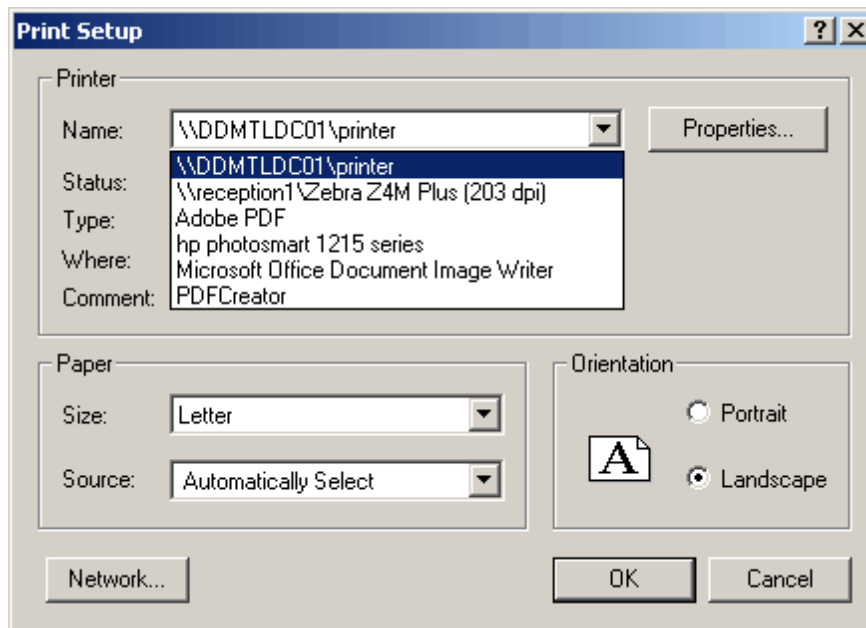 Print Setup
Printer
Name:
\\DDMTLDC01\printer
Properties...
\\DDMTLDC01\printer
\\reception1\Zebra Z4M Plus (203 dpi)
Adobe PDF
hp photosmart 1215 series
Microsoft Office Document Image Writer
PDFCreator
Status:
Type:
Where:
Comment:
Paper
Size:
Letter
Source:
Automatically Select
Orientation
A
Portrait
Landscape
Network...
OK
Cancel